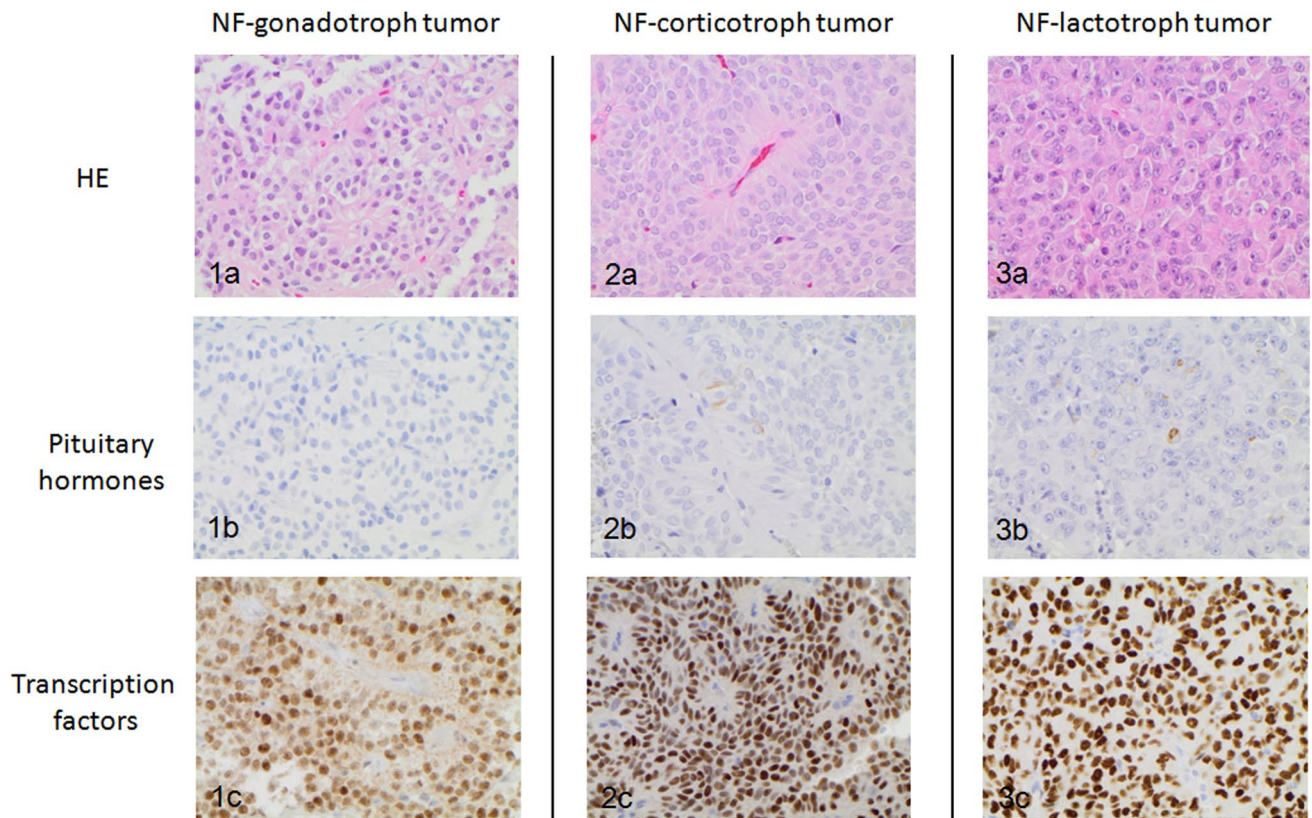 NF-gonadotroph tumor
NF-corticotroph tumor
NF-lactotroph tumor
HE
1a
2a
3a
Pituitary
hormones
1b
2b
3b
Transcription
factors
1c
2c
3c